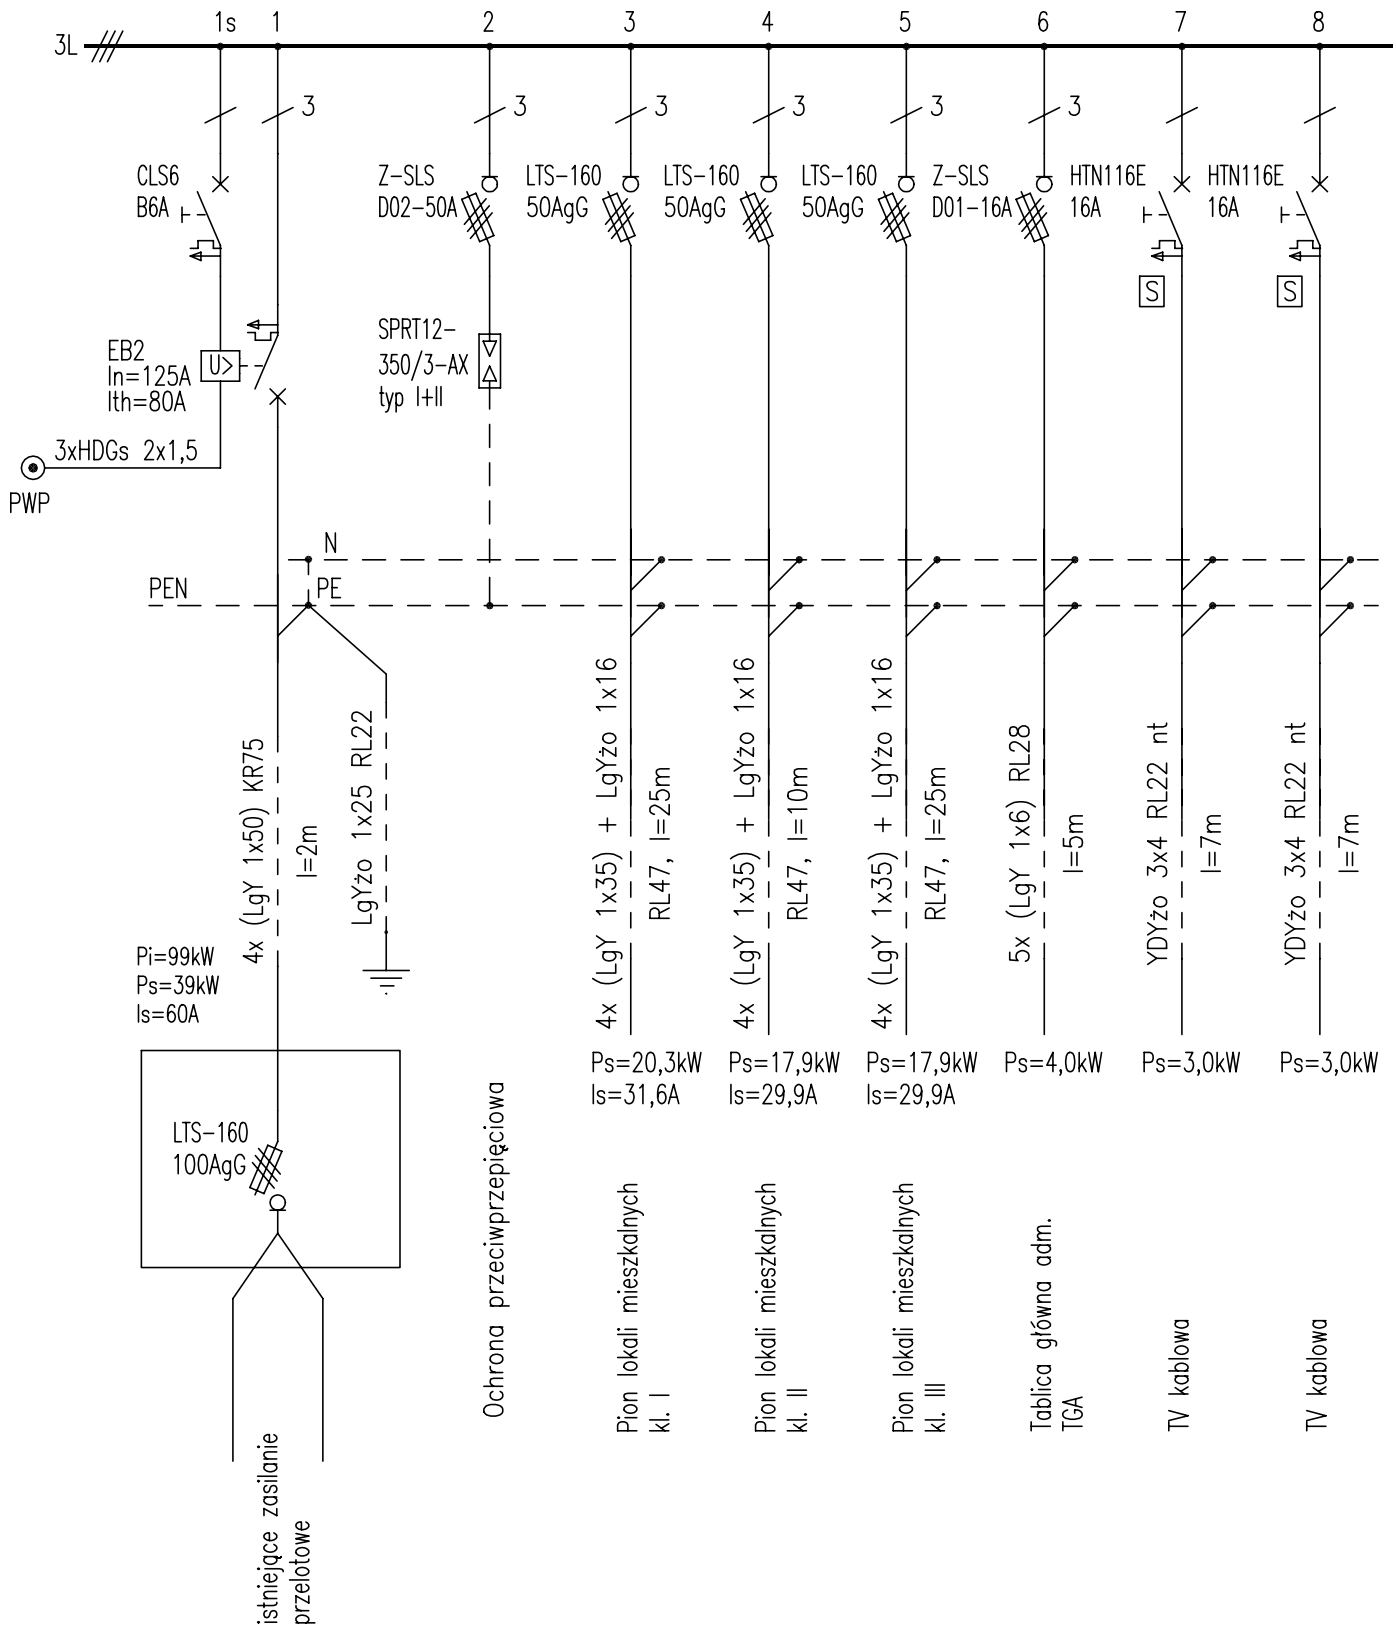 1s 1 2 3 4 5 6 7 8
3L
3 3 3 3 3 3
CLS6
B6A
Z-SLS
D02-50A
LTS-160
50AgG
LTS-160
50AgG
LTS-160
50AgG
Z-SLS
D01-16A
HTN116E
16A
HTN116E
16A
S
S
EB2
In=125A
Ith=80A
U>
SPRT12-
350/3-AX
typ I+II
3xHDGs 2x1,5
PWP
N
PEN
PE
4x (LgY 1x50) KR75
l=2m
LgYżo 1x25 RL22
4x (LgY 1x35) + LgYżo 1x16
RL47, l=25m
4x (LgY 1x35) + LgYżo 1x16
RL47, l=10m
4x (LgY 1x35) + LgYżo 1x16
RL47, l=25m
5x (LgY 1x6) RL28
l=5m
YDYżo 3x4 RL22 nt
l=7m
YDYżo 3x4 RL22 nt
l=7m
Pi=99kW
Ps=39kW
Is=60A
Ps=20,3kW
Is=31,6A
Ps=17,9kW
Is=29,9A
Ps=17,9kW
Is=29,9A
Ps=4,0kW
Ps=3,0kW
Ps=3,0kW
LTS-160
100AgG
istniejące zasilanie
przelotowe
Ochrona przeciwprzepięciowa
Pion lokali mieszkalnych
kl. I
Pion lokali mieszkalnych
kl. II
Pion lokali mieszkalnych
kl. III
Tablica główna adm.
TGA
TV kablowa
TV kablowa